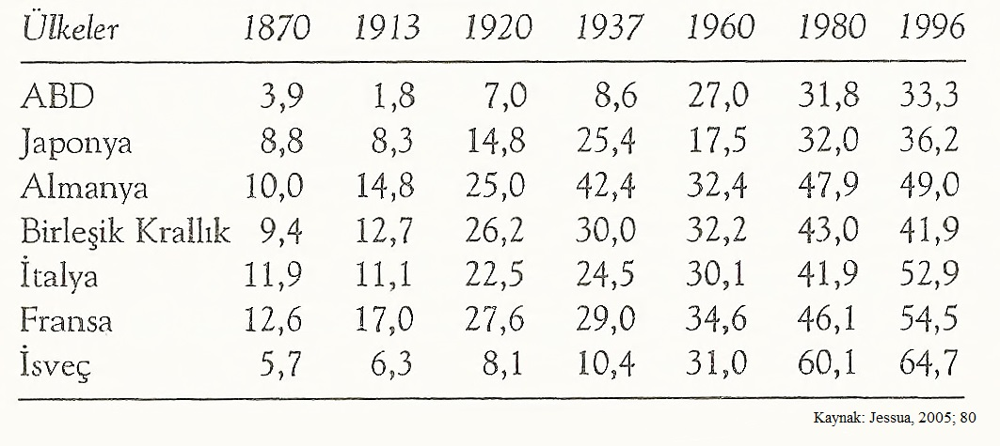 Ülkeler 1870 1913 1920 1937 1960 1980 1996
ABD 3,9 1,8 7,0 8,6 27,0 31,8 33,3
Japonya 8,8 8,3 14,8 25,4 17,5 32,0 36,2
Almanya 10,0 14,8 25,0 42,4 32,4 47,9 49,0
Birleşik Krallık 9,4 12,7 26,2 30,0 32,2 43,0 41,9
İtalya 11,9 11,1 22,5 24,5 30,1 41,9 52,9
Fransa 12,6 17,0 27,6 29,0 34,6 46,1 54,5
İsveç 5,7 6,3 8,1 10,4 31,0 60,1 64,7
Kaynak: Jessua, 2005; 80